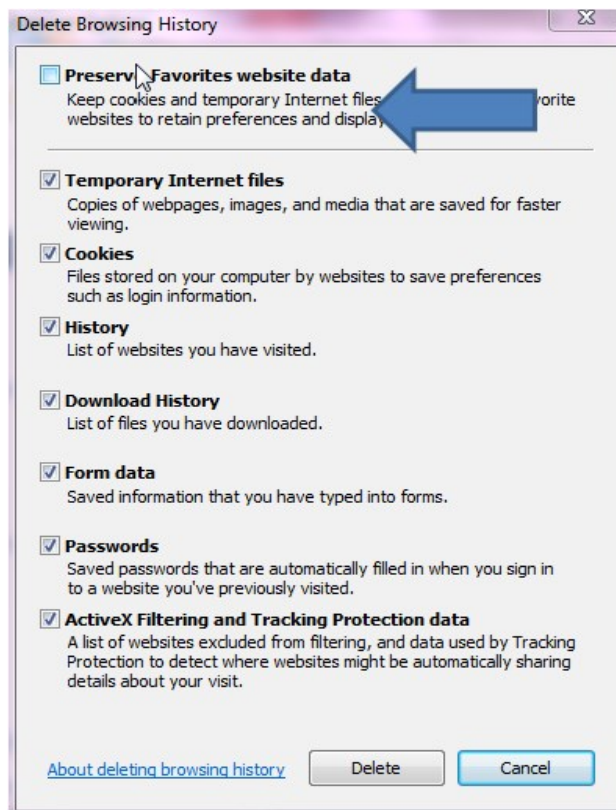 Delete Browsing History
Preserve Favorites website data
Keep cookies and temporary Internet files vorite
websites to retain preferences and display
Temporary Internet files
Copies of webpages, images, and media that are saved for faster
viewing.
Cookies
Files stored on your computer by websites to save preferences
such as login information.
History
List of websites you have visited.
Download History
List of files you have downloaded.
Form data
Saved information that you have typed into forms.
Passwords
Saved passwords that are automatically filled in when you sign in
to a website you've previously visited.
ActiveX Filtering and Tracking Protection data
A list of websites excluded from filtering, and data used by Tracking
Protection to detect where websites might be automatically sharing
details about your visit.
About deleting browsing history Delete Cancel